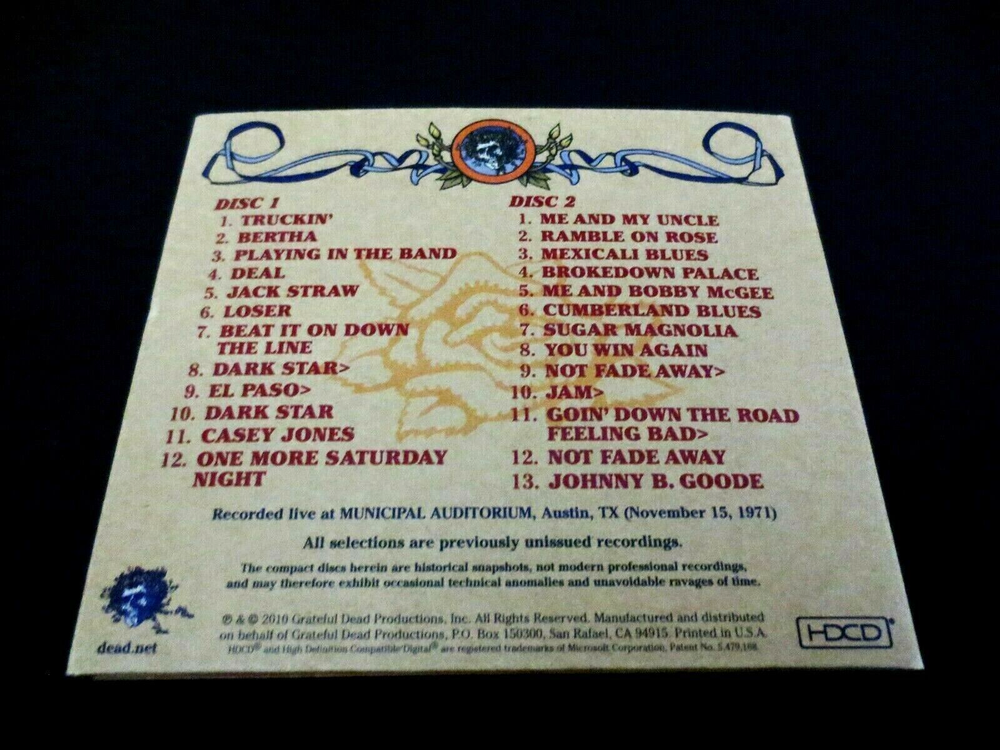 DISC 1
1. TRUCKIN'
2. BERTHA
3. PLAYING IN THE BAND
4. DEAL
5. JACK STRAW
6. LOSER
7. BEAT IT ON DOWN
THE LINE
8. DARK STAR>
9. EL PASO>
10. DARK STAR
11. CASEY JONES
12. ONE MORE SATURDAY
NIGHT
DISC 2
1. ME AND MY UNCLE
2. RAMBLE ON ROSE
3. MEXICALI BLUES
4. BROKEDOWN PALACE
5. ME AND BOBBY McGEE
6. CUMBERLAND BLUES
7. SUGAR MAGNOLIA
8. YOU WIN AGAIN
9. NOT FADE AWAY>
10. JAM>
11. GOIN' DOWN THE ROAD
FEELING BAD>
12. NOT FADE AWAY
13. JOHNNY B. GOODE
Recorded live at MUNICIPAL AUDITORIUM, Austin, TX (November 15, 1971)
All selections are previously unissued recordings.
The compact discs herein are historical snapshots, not modern professional recordings,
and may therefore exhibit occasional technical anomalies and unavoidable ravages of time.
℗ & © 2010 Grateful Dead Productions, Inc. All Rights Reserved. Manufactured and distributed
on behalf of Grateful Dead Productions, P.O. Box 150300, San Rafael, CA 94915. Printed in U.S.A.
HDCD® and High Definition Compatible Digital® are registered trademarks of Microsoft Corporation, Patent No. 5,479,168.
dead.net
HDCD®